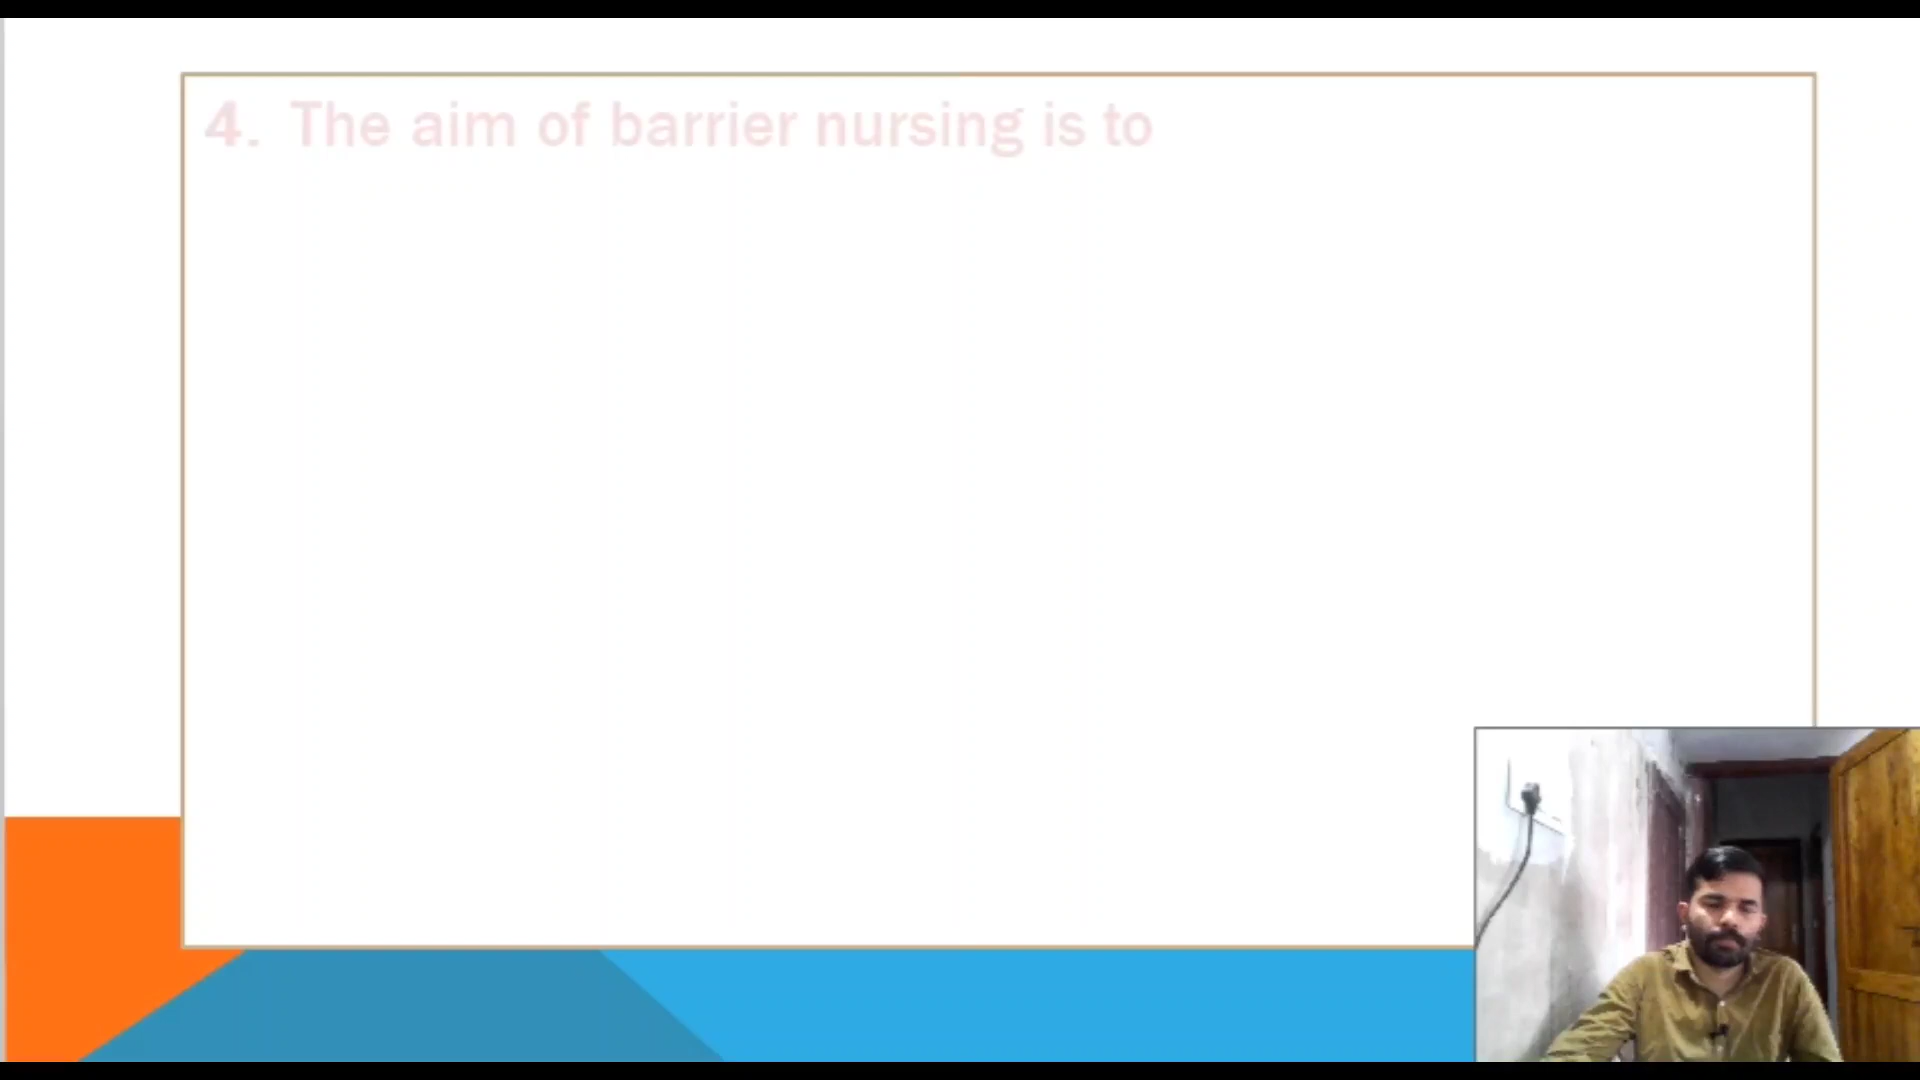 4. The aim of barrier nursing is to